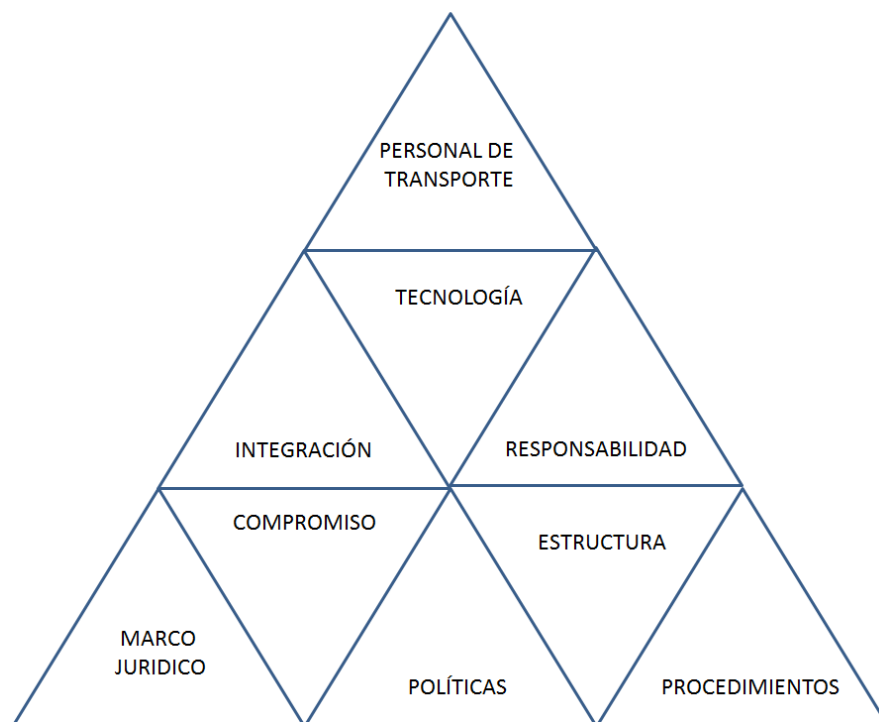 PERSONAL DE
TRANSPORTE
TECNOLOGÍA
INTEGRACIÓN
RESPONSABILIDAD
COMPROMISO
ESTRUCTURA
MARCO
JURIDICO
POLÍTICAS
PROCEDIMIENTOS